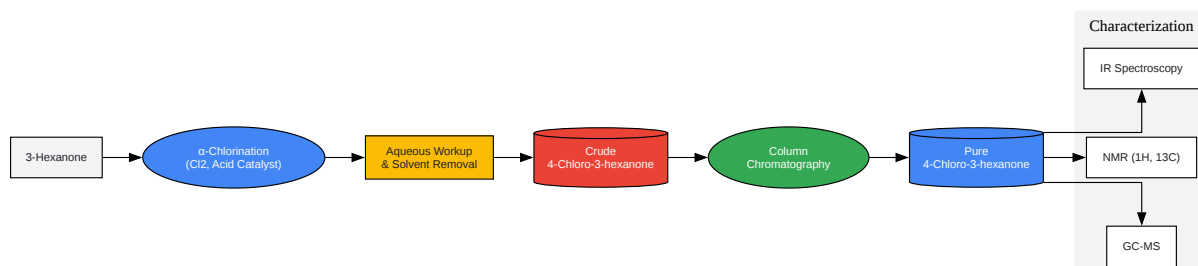 Characterization
IR Spectroscopy
3-Hexanone
α-Chlorination
(Cl2, Acid Catalyst)
Aqueous Workup
& Solvent Removal
Crude
4-Chloro-3-hexanone
Column
Chromatography
Pure
4-Chloro-3-hexanone
NMR (1H, 13C)
GC-MS